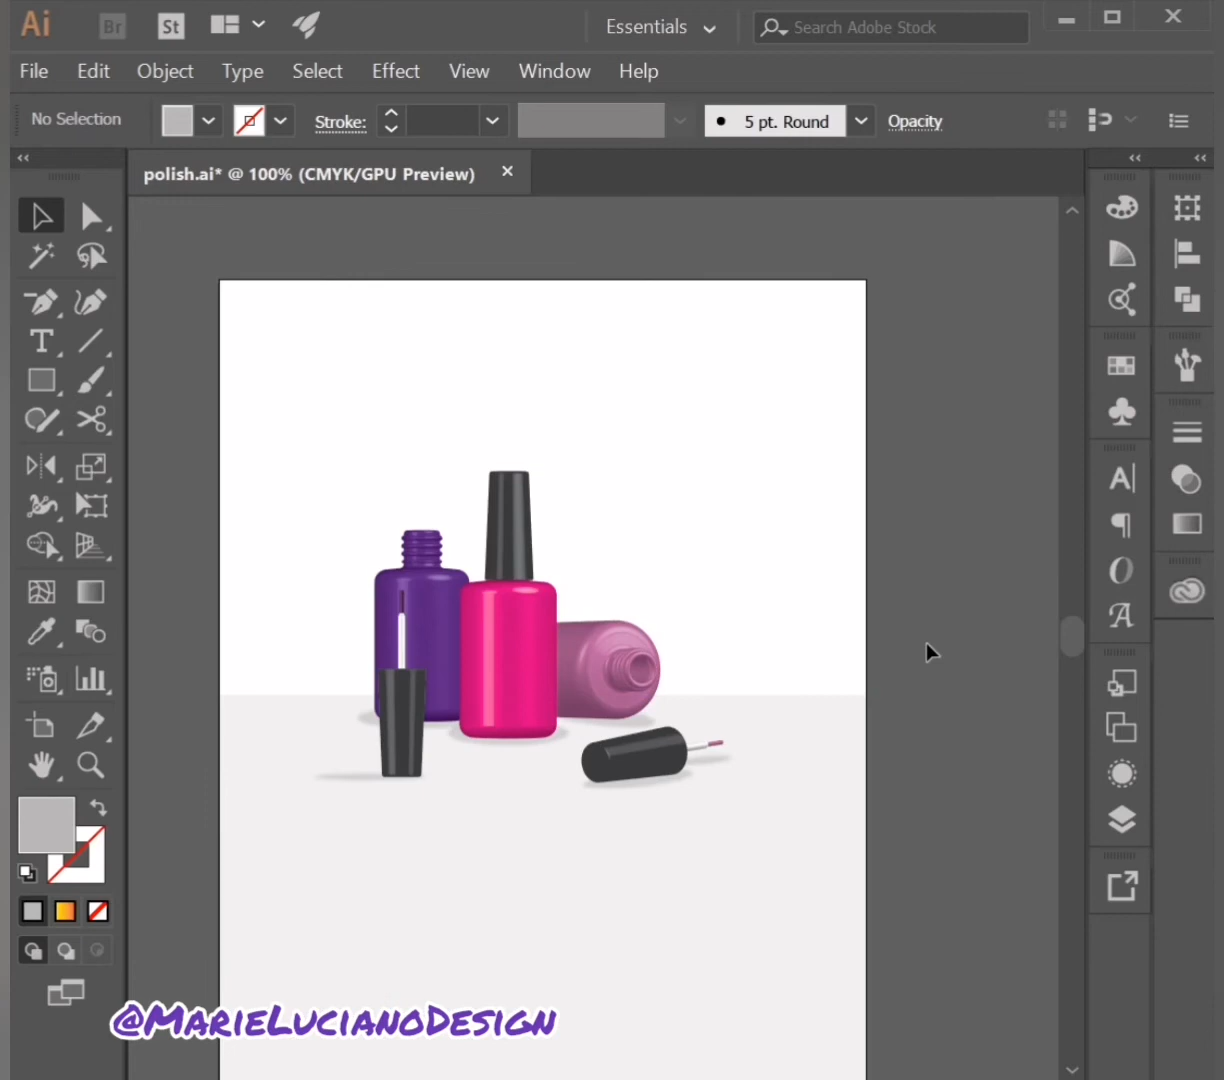 Ai Br St Essentials Search Adobe Stock
File Edit Object Type Select Effect View Window Help
No Selection Stroke: 5 pt. Round Opacity
polish.ai* @ 100% (CMYK/GPU Preview)
@MarieLucianoDesign